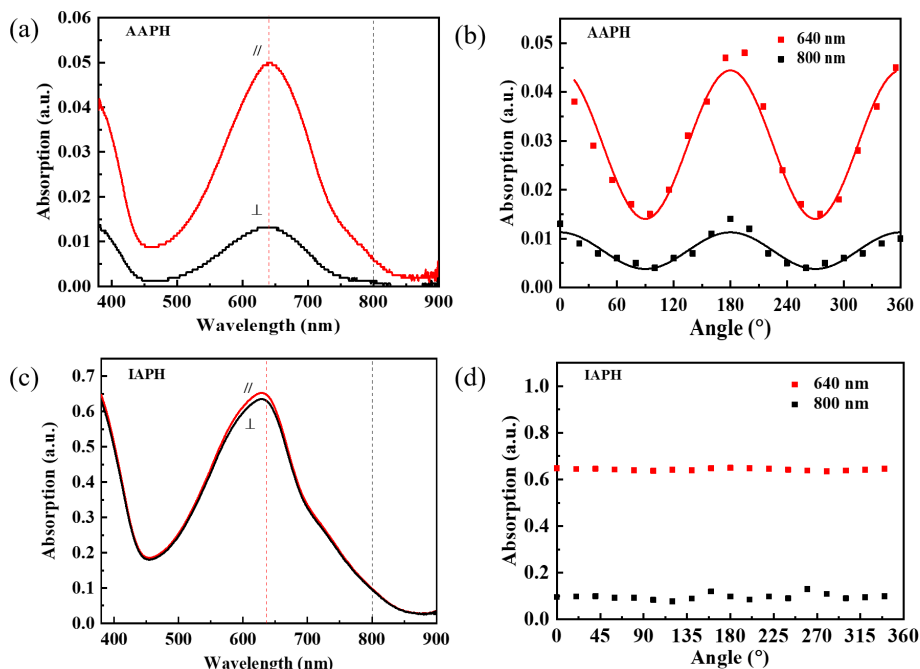 (a)
AAPH
//
⊥
0.06
0.05
0.04
0.03
0.02
0.01
0.00
Absorption (a.u.)
400 500 600 700 800 900
Wavelength (nm)
(b)
AAPH
640 nm
800 nm
0.05
0.04
0.03
0.02
0.01
0.00
Absorption (a.u.)
0 60 120 180 240 300 360
Angle (°)
(c)
IAPH
//
⊥
0.6
0.5
0.4
0.3
0.2
0.1
0.0
Absorption (a.u.)
400 500 600 700 800 900
Wavelength (nm)
(d)
IAPH
640 nm
800 nm
1.0
0.8
0.6
0.4
0.2
0.0
Absorption (a.u.)
0 45 90 135 180 225 270 315 360
Angle (°)